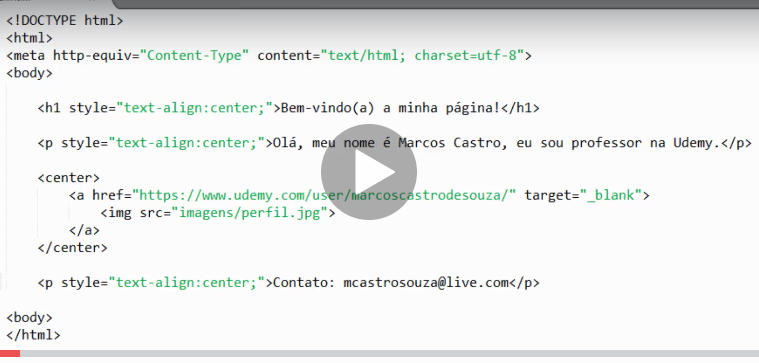 <!DOCTYPE html>
<html>
<meta http-equiv="Content-Type" content="text/html; charset=utf-8">
<body>
<h1 style="text-align:center;">Bem-vindo(a) a minha página!</h1>
<p style="text-align:center;">Olá, meu nome é Marcos Castro, eu sou professor na Udemy.</p>
<center>
<a href="https://www.udemy.com/user/marcoscastrodesouza/" target="_blank">
<img src="imagens/perfil.jpg">
</a>
</center>
<p style="text-align:center;">Contato: mcastrosouza@live.com</p>
<body>
</html>